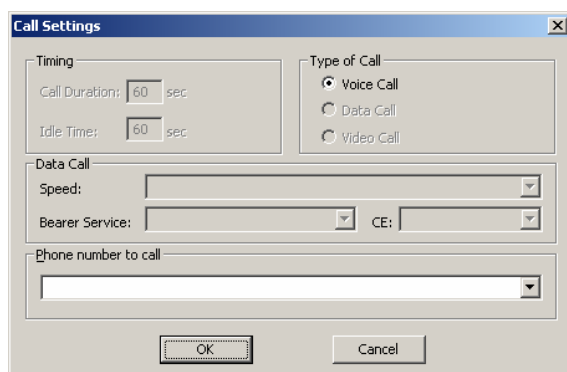 Call Settings
Timing
Call Duration: 60 sec
Idle Time: 60 sec
Type of Call
Voice Call
Data Call
Video Call
Data Call
Speed:
Bearer Service: CE:
Phone number to call
OK Cancel